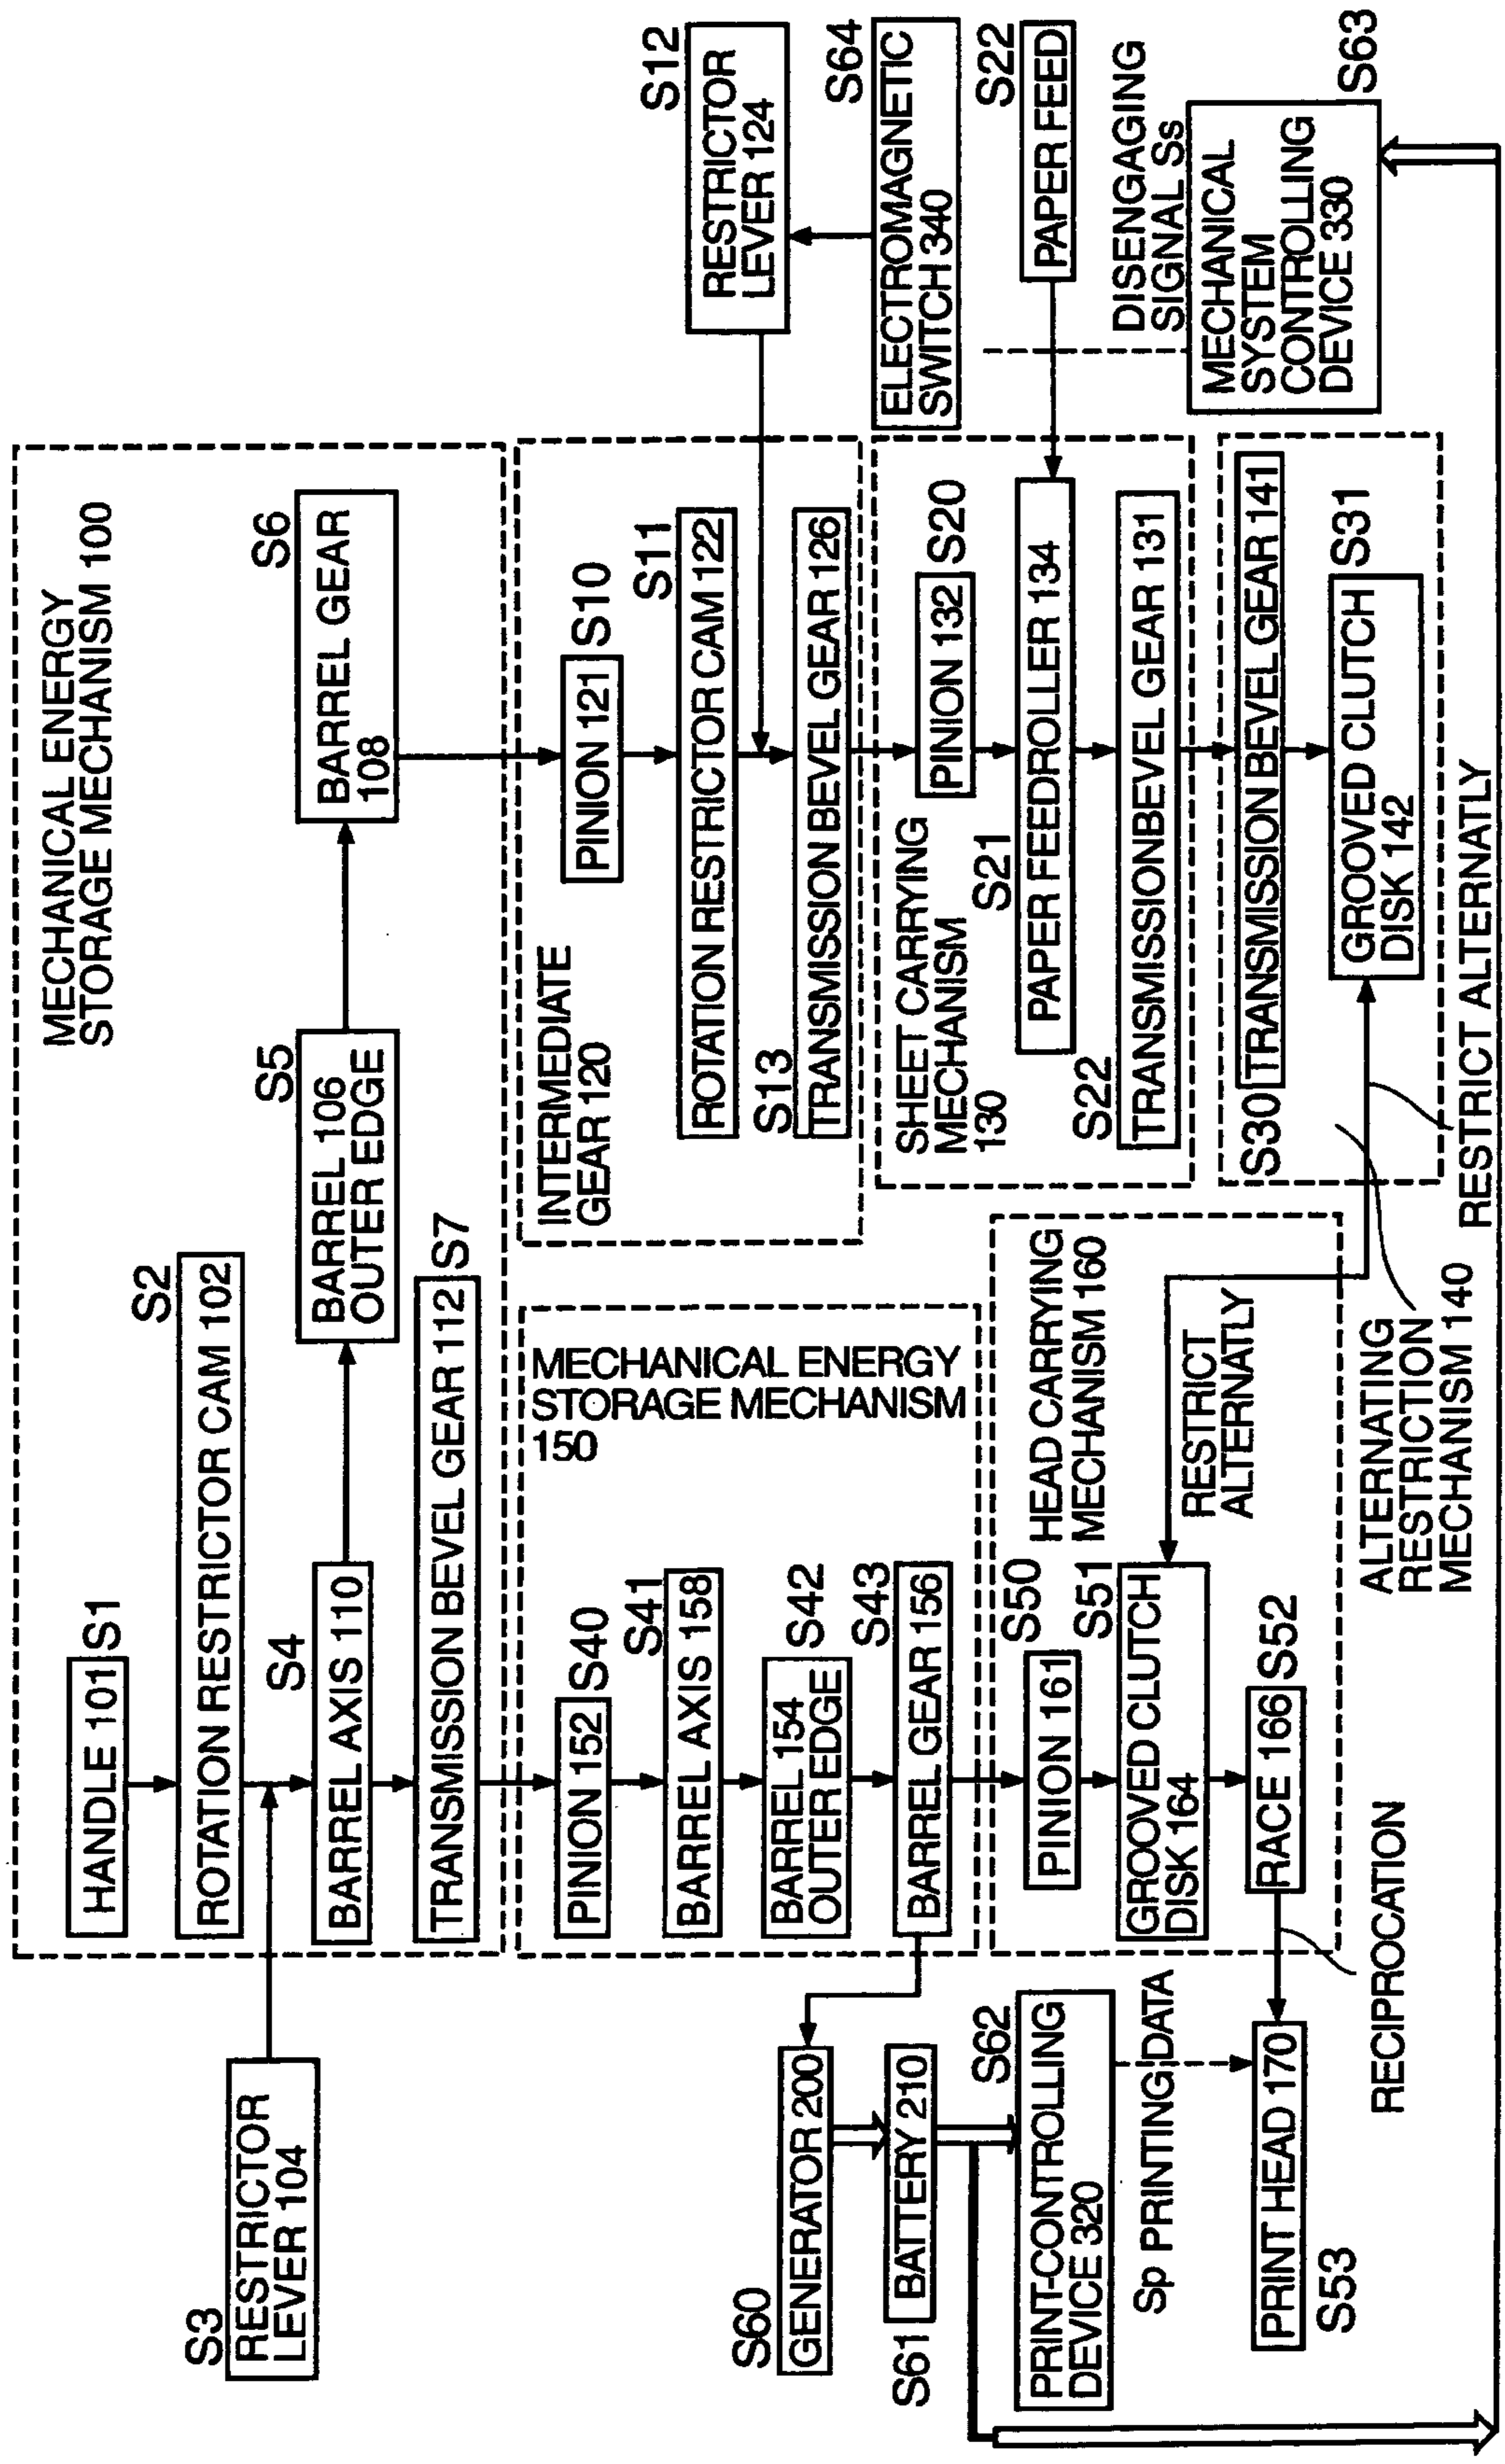 MECHANICAL ENERGY
STORAGE MECHANISM 100
HANDLE 101
S1
S2
ROTATION RESTRICTOR CAM 102
S3
RESTRICTOR
LEVER 104
S4
BARREL AXIS 110
S5
BARREL 106
OUTER EDGE
S6
BARREL GEAR
108
TRANSMISSION BEVEL GEAR 112
S7
MECHANICAL ENERGY
STORAGE MECHANISM
150
PINION 152
S40
S41
BARREL AXIS 158
S42
BARREL 154
OUTER EDGE
S43
BARREL GEAR 156
INTERMEDIATE
GEAR 120
PINION 121
S10
S11
ROTATION RESTRICTOR CAM 122
S12
RESTRICTOR
LEVER 124
S13
TRANSMISSION BEVEL GEAR 126
S64
ELECTROMAGNETIC
SWITCH 340
SHEET CARRYING
MECHANISM
130
PINION 132
S20
S21
PAPER FEEDROLLER 134
S22
PAPER FEED
S22
TRANSMISSIONBEVEL GEAR 131
DISENGAGING
SIGNAL Ss
MECHANICAL
SYSTEM
CONTROLLING
DEVICE 330
S63
S30
TRANSMISSION BEVEL GEAR 141
S31
GROOVED CLUTCH
DISK 142
RESTRICT ALTERNATLY
HEAD CARRYING
MECHANISM 160
S50
PINION 161
S51
GROOVED CLUTCH
DISK 164
RESTRICT
ALTERNATLY
RACE 166
S52
ALTERNATING
RESTRICTION
MECHANISM 140
RECIPROCATION
S60
GENERATOR 200
S61
BATTERY 210
S62
PRINT-CONTROLLING
DEVICE 320
Sp PRINTING DATA
PRINT HEAD 170
S53